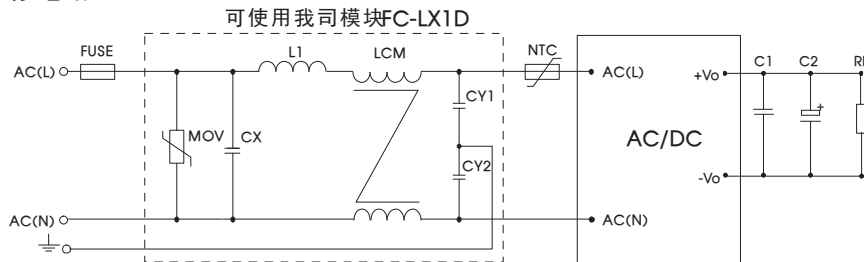 可使用我司模块FC-LX1D
FUSE
L1
LCM
NTC
AC(L)
AC(L)
+Vo
C1
C2
CY1
MOV
CX
AC/DC
CY2
-Vo
AC(N)
AC(N)